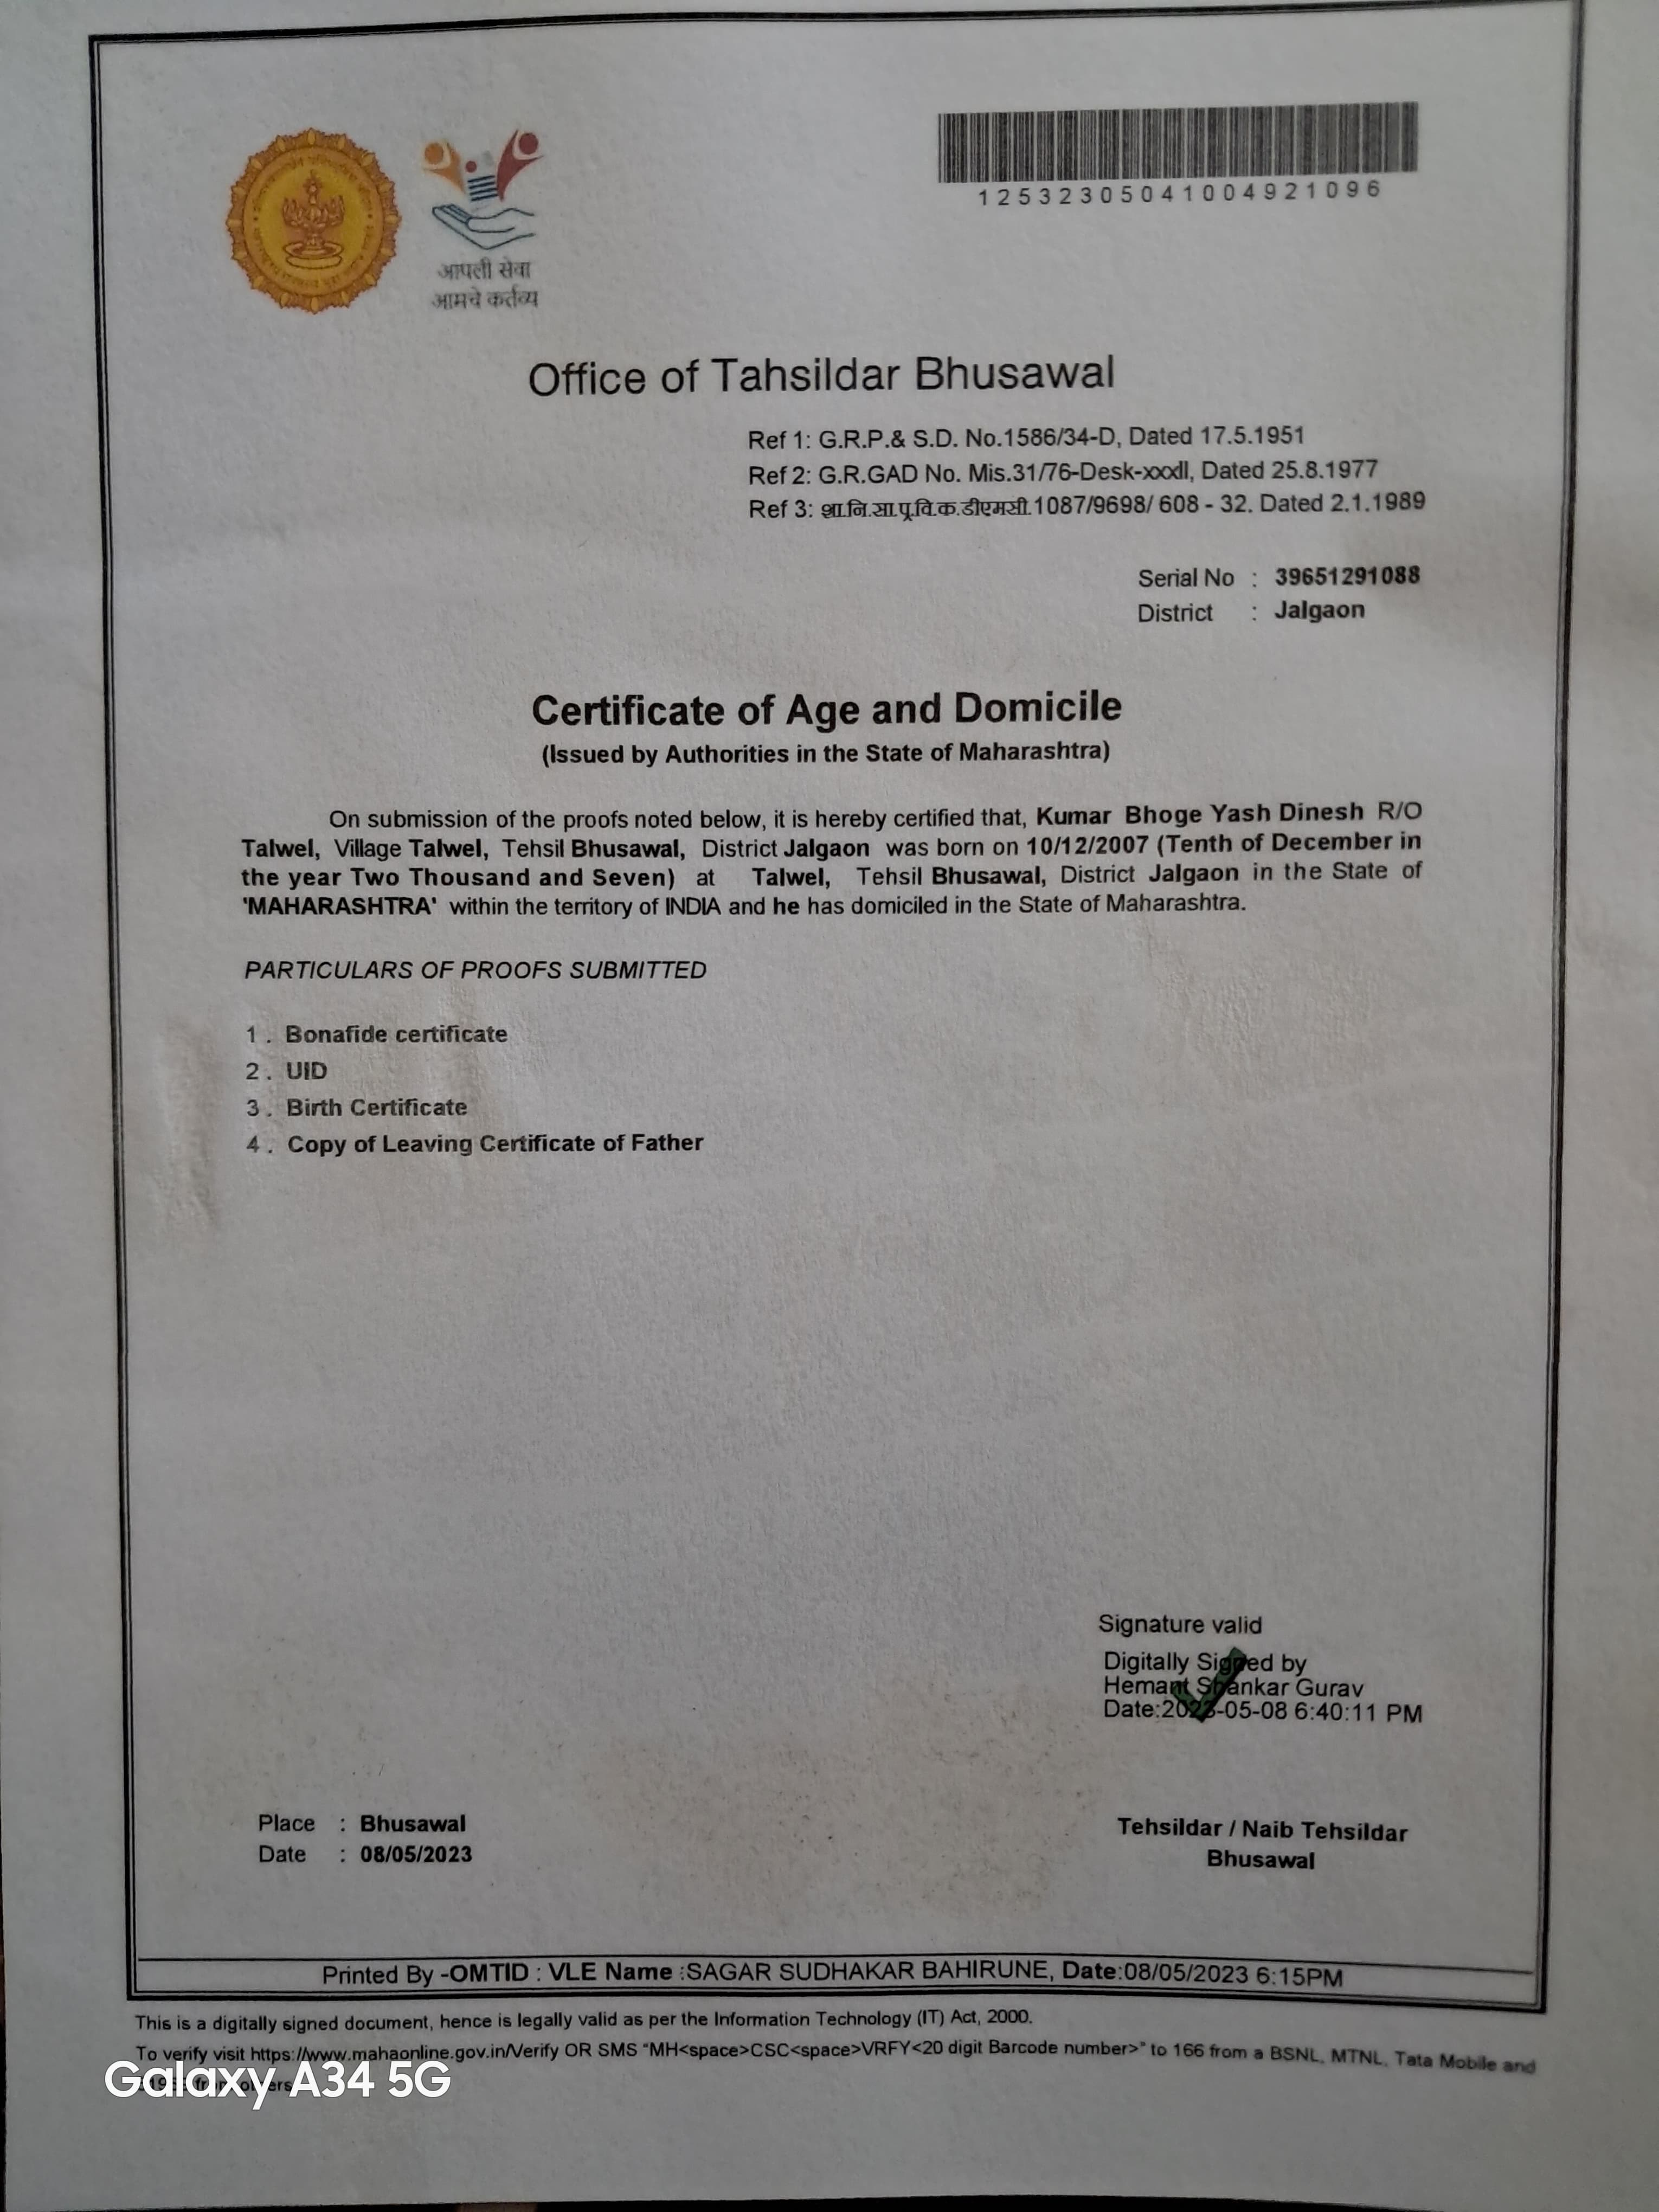 आपली सेवा
आमचे कर्तव्य
12532305041004921096
Office of Tahsildar Bhusawal
Ref 1: G.R.P.& S.D. No.1586/34-D, Dated 17.5.1951
Ref 2: G.R.GAD No. Mis.31/76-Desk-xxxII, Dated 25.8.1977
Ref 3: शा.नि.सा.प्र.वि.क.डीएमसी.1087/9698/ 608 - 32. Dated 2.1.1989
Serial No : 39651291088
District : Jalgaon
Certificate of Age and Domicile
(Issued by Authorities in the State of Maharashtra)
On submission of the proofs noted below, it is hereby certified that, Kumar Bhoge Yash Dinesh R/O
Talwel, Village Talwel, Tehsil Bhusawal, District Jalgaon was born on 10/12/2007 (Tenth of December in
the year Two Thousand and Seven) at Talwel, Tehsil Bhusawal, District Jalgaon in the State of
'MAHARASHTRA' within the territory of INDIA and he has domiciled in the State of Maharashtra.
PARTICULARS OF PROOFS SUBMITTED
1 . Bonafide certificate
2 . UID
3 . Birth Certificate
4 . Copy of Leaving Certificate of Father
Signature valid
Digitally Signed by
Hemant Shankar Gurav
Date:2023-05-08 6:40:11 PM
Place : Bhusawal
Date : 08/05/2023
Tehsildar / Naib Tehsildar
Bhusawal
Printed By -OMTID : VLE Name :SAGAR SUDHAKAR BAHIRUNE, Date:08/05/2023 6:15PM
This is a digitally signed document, hence is legally valid as per the Information Technology (IT) Act, 2000.
To verify visit https://www.mahaonline.gov.in/Verify OR SMS "MH<space>CSC<space>VRFY<20 digit Barcode number>" to 166 from a BSNL, MTNL, Tata Mobile and
Galaxy A34 5G